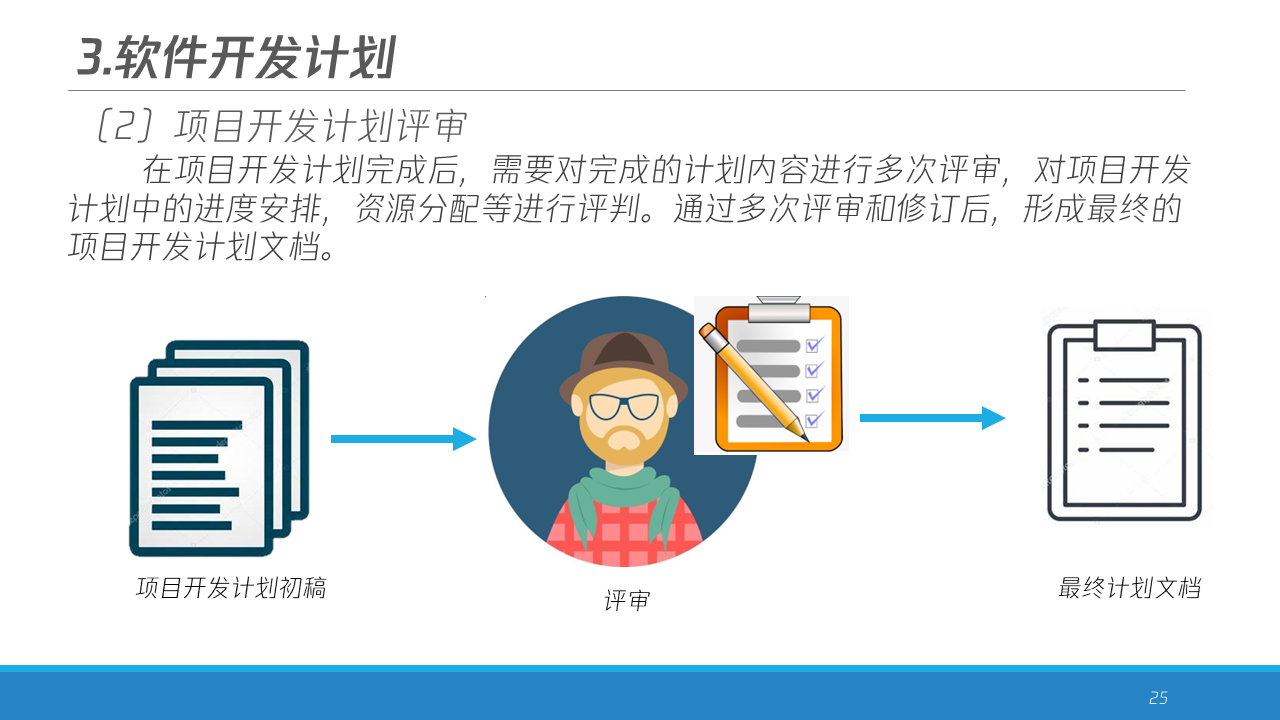 3.软件开发计划
（2）项目开发计划评审
在项目开发计划完成后，需要对完成的计划内容进行多次评审，对项目开发
计划中的进度安排，资源分配等进行评判。通过多次评审和修订后，形成最终的
项目开发计划文档。
项目开发计划初稿
评审
最终计划文档
25